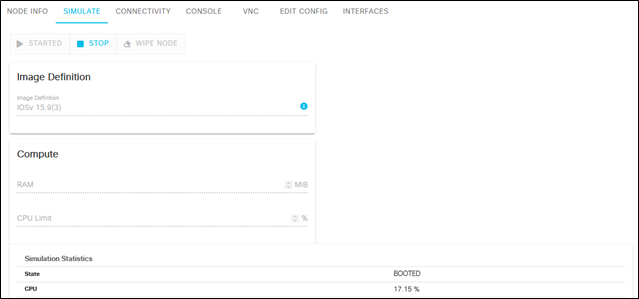 NODE INFO SIMULATE CONNECTIVITY CONSOLE VNC EDIT CONFIG INTERFACES
STARTED STOP WIPE NODE
Image Definition
Image Definition
IOSv 15.9(3)
Compute
RAM MiB
CPU Limit %
Simulation Statistics
State BOOTED
CPU 17.15 %